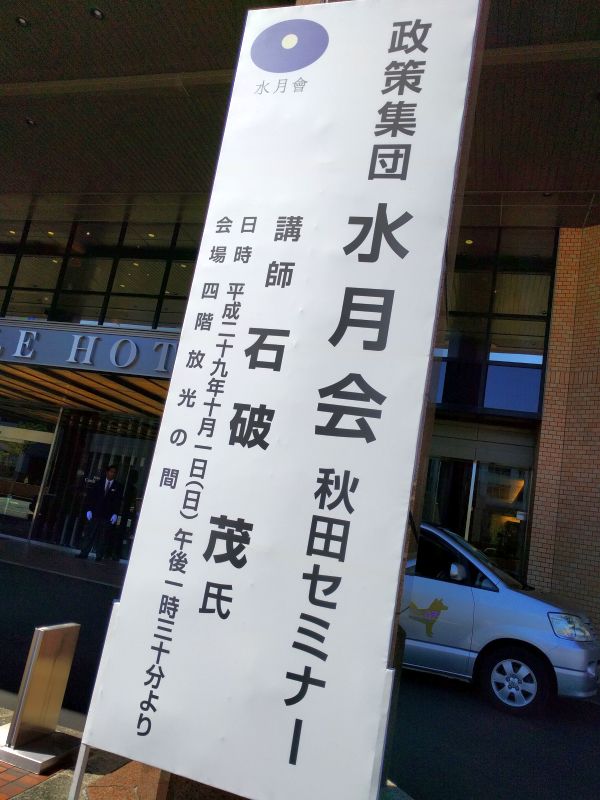 水月會
政策集団 水月会 秋田セミナー
講師 石破 茂氏
日時 平成二十九年十月一日(日)午後一時三十分より
会場 四階 放光の間
LE HOT